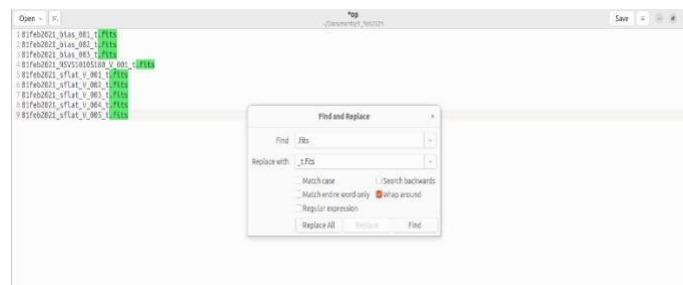 Open
*op
Save
1 01feb2021_bias_001_t.fits
2 01feb2021_bias_002_t.fits
3 01feb2021_bias_003_t.fits
4 01feb2021_NSVS1010S180_V_001_t.fits
5 01feb2021_sflat_V_001_t.fits
6 01feb2021_sflat_V_002_t.fits
7 01feb2021_sflat_V_003_t.fits
8 01feb2021_sflat_V_004_t.fits
9 01feb2021_sflat_V_005_t.fits
Find and Replace
Find .fits
Replace with _t.fits
Match case Search backwards
Match entire word only Wrap around
Regular expression
Replace All Replace Find